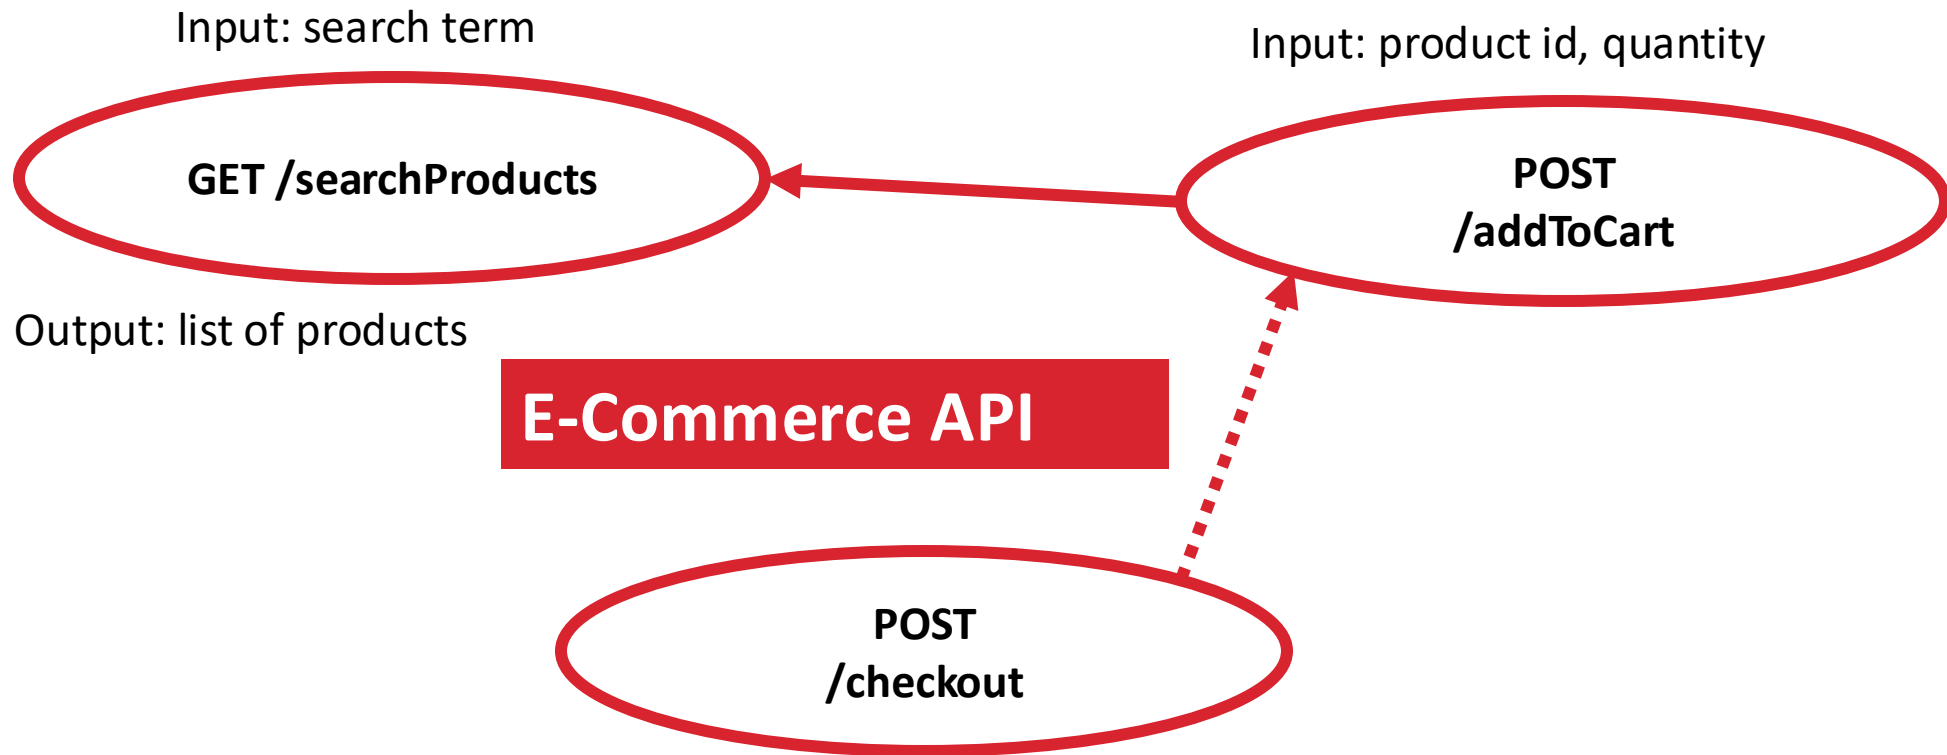 Input: search term
Input: product id, quantity
GET /searchProducts
POST
/addToCart
Output: list of products
E-Commerce API
POST
/checkout